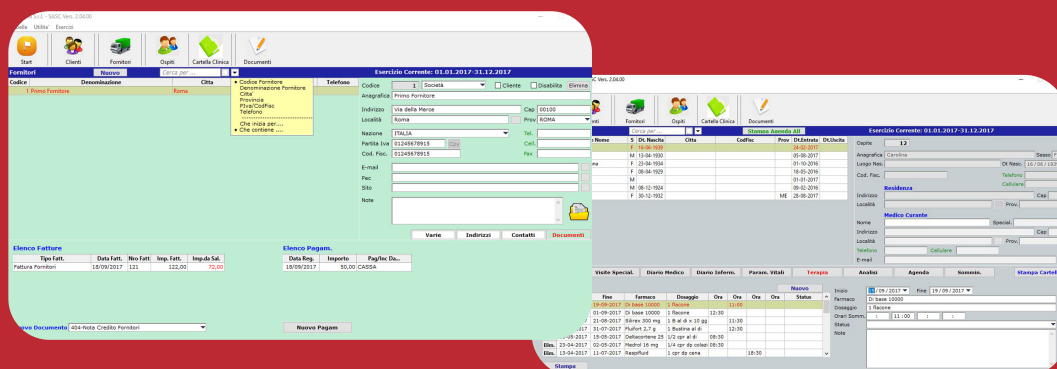 S.r.l. - SASC Vers. 2.04.00
Utilita' Esercizi
Start Clienti Fornitori Ospiti Cartella Clinica Documenti
Fornitori Nuovo Cerca per ... Esercizio Corrente: 01.01.2017-31.12.2017
Codice Denominazione Citta Telefono
1 Primo Fornitore Roma
Codice Fornitore
Denominazione Fornitore
Citta'
Provincia
P.Iva/CodFisc
Telefono
Che inizia per....
Che contiene ....
Codice 1 Società Cliente Disabilita Elimina
Anagrafica Primo Fornitore
Indirizzo Via della Merce Cap 00100
Località Roma Prov ROMA
Nazione ITALIA Tel.
Partita Iva 01245678915 Cell.
Cod. Fisc. 01245678915 Fax
E-mail
Pec
Sito
Note
Varie Indirizzi Contatti Documenti
Elenco Fatture
Tipo Fatt. Data Fatt. Nro Fatt Imp. Fatt. Imp.da Sal.
Fattura Fornitori 18/09/2017 121 122,00 72,00
Elenco Pagam.
Data Reg. Importo Pag/Inc Da...
18/09/2017 50,00 CASSA
Documento 404-Nota Credito Fornitori Nuovo Pagam
Vers. 2.04.00
Fornitori Ospiti Cartella Clinica Documenti
Cerca per ... Stampa Agenda All Esercizio Corrente: 01.01.2017-31.12.2017
Nome S Dt. Nascita Citta CodFisc Prov Dt.Entrata Dt.Uscita
F 16-06-1939 24-02-2017
M 13-04-1930 05-08-2017
F 23-04-1934 01-10-2016
F 08-04-1929 18-05-2016
M 01-01-2017
M 08-12-1924 09-02-2016
F 30-12-1932 ME 28-08-2017
Ospite 12
Anagrafica Carolina Sesso F
Luogo Nas. Dt Nasc. 16/06/193
Cod. Fisc. Telefono
Cellulare
Residenza
Indirizzo Cap
Località Prov.
Medico Curante
Nome Special.
Indirizzo Cap
Località Prov.
Telefono Cellulare
E-mail
Visite Special. Diario Medico Diario Inferm. Param. Vitali Terapia Analisi Agenda Sommin. Stampa Cartel
Nuovo
Fine Farmaco Dosaggio Ora Ora Ora Ora Status
19-09-2017 Di base 10000 1 flacone 11:00
01-09-2017 Di base 10000 1 flacone 12:30
21-08-2017 Silirex 300 mg 1 B al di x 10 gg 11:30
31-07-2017 Fluifort 2,7 g 1 Bustina al di 12:30
15-05-2017 Deltacortene 25 1/2 cpr al di 08:30
Elim. 23-04-2017 02-05-2017 Medrol 16 mg 1/4 cpr dp colazi 08:30
Elim. 13-04-2017 11-07-2017 Respifluid 1 cpr dp cena 18:30
Inizio 19/09/2017 Fine 19/09/2017
Farmaco Di base 10000
Dosaggio 1 flacone
Orari Somm. : 11:00 : :
Status
Note
Stampe